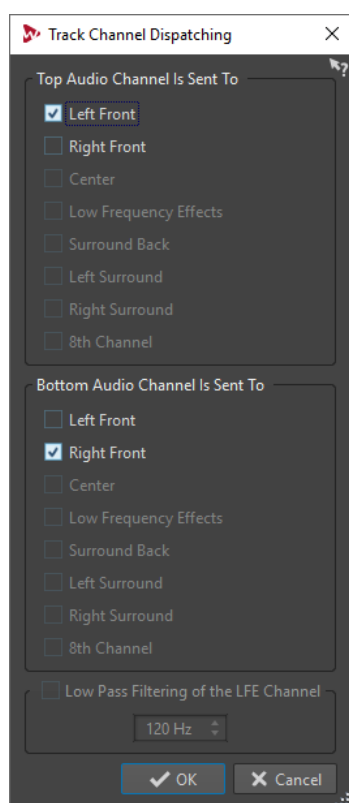 Track Channel Dispatching
Top Audio Channel Is Sent To
Left Front
Right Front
Center
Low Frequency Effects
Surround Back
Left Surround
Right Surround
8th Channel
Bottom Audio Channel Is Sent To
Left Front
Right Front
Center
Low Frequency Effects
Surround Back
Left Surround
Right Surround
8th Channel
Low Pass Filtering of the LFE Channel
120 Hz
OK Cancel